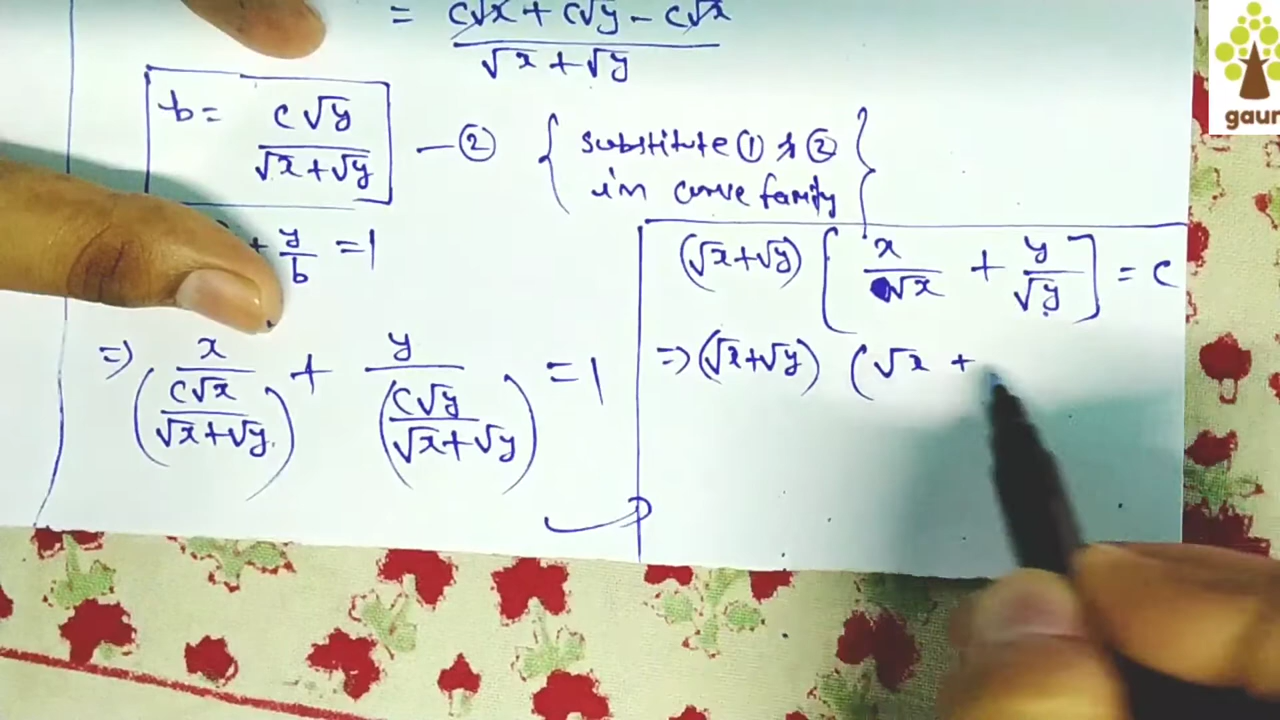 = c√x + c√y - c√x / √x + √y
b = c√y / √x + √y — ② { substitute ① & ② in curve family }
+ y/b = 1
=> x / (c√x / √x + √y) + y / (c√y / √x + √y) = 1
(√x + √y) [ x/√x + y/√y ] = c
=> (√x + √y) (√x +
gaur